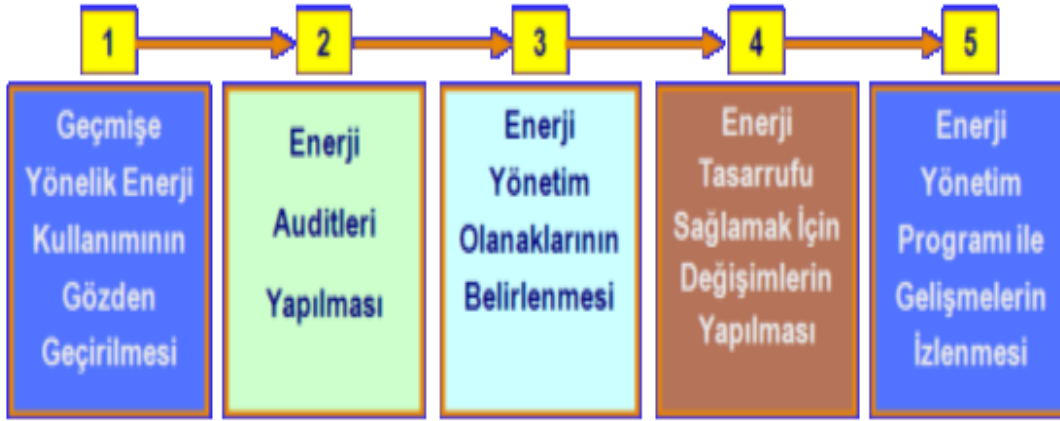 1
2
3
4
5
Geçmişe
Yönelik Enerji
Kullanımının
Gözden
Geçirilmesi
Enerji
Auditleri
Yapılması
Enerji
Yönetim
Olanaklarının
Belirlenmesi
Enerji
Tasarrufu
Sağlamak İçin
Değişimlerin
Yapılması
Enerji
Yönetim
Programı ile
Gelişmelerin
İzlenmesi